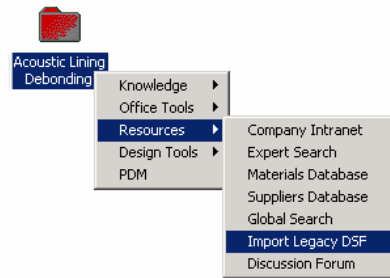 Acoustic Lining
Debonding
Knowledge
Office Tools
Resources
Design Tools
PDM
Company Intranet
Expert Search
Materials Database
Suppliers Database
Global Search
Import Legacy DSF
Discussion Forum